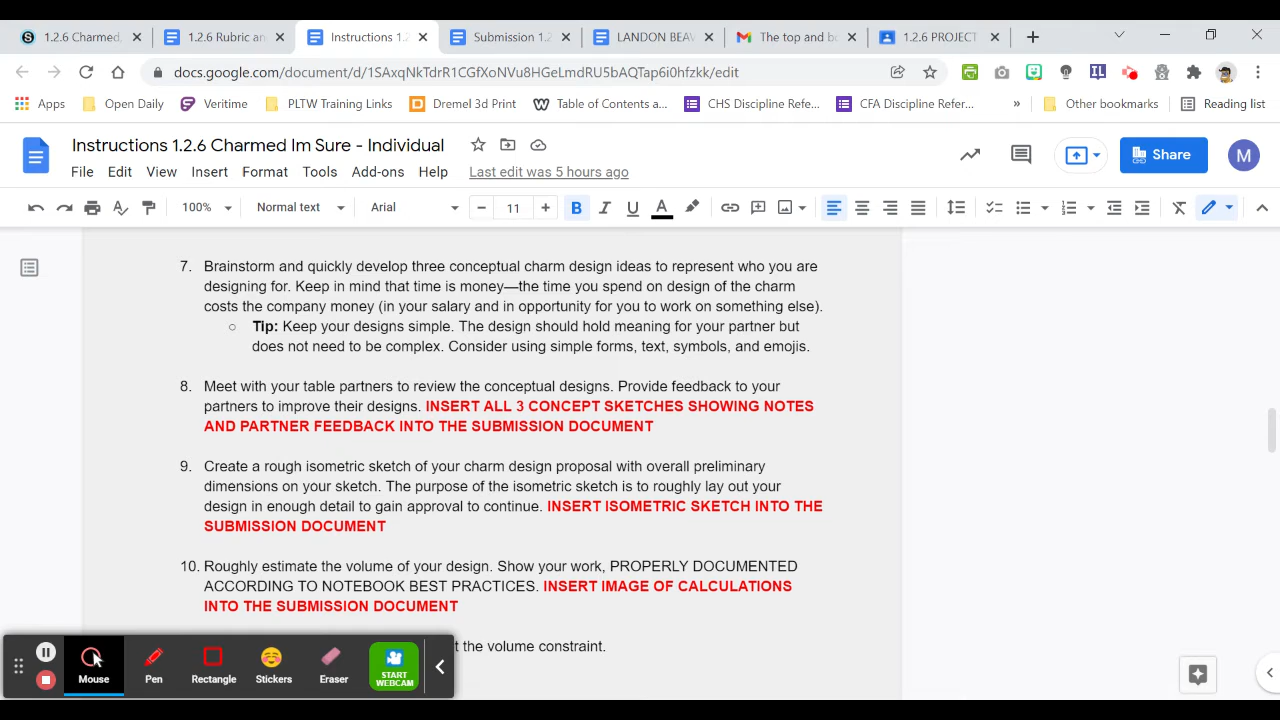 1.2.6 Charmed
1.2.6 Rubric an
Instructions 1.2
Submission 1.2
LANDON BEAV
The top and bo
1.2.6 PROJECT
docs.google.com/document/d/1SAxqNkTdrR1CGfXoNVu8HGeLmdRU5bAQTap6i0hfzkk/edit
Apps
Open Daily
Veritime
PLTW Training Links
Dremel 3d Print
Table of Contents a...
CHS Discipline Refe...
CFA Discipline Refer...
»
Other bookmarks
Reading list
Instructions 1.2.6 Charmed Im Sure - Individual
File Edit View Insert Format Tools Add-ons Help Last edit was 5 hours ago
Share
M
100% Normal text Arial 11 B I U A
7. Brainstorm and quickly develop three conceptual charm design ideas to represent who you are
designing for. Keep in mind that time is money—the time you spend on design of the charm
costs the company money (in your salary and in opportunity for you to work on something else).
○ Tip: Keep your designs simple. The design should hold meaning for your partner but
does not need to be complex. Consider using simple forms, text, symbols, and emojis.
8. Meet with your table partners to review the conceptual designs. Provide feedback to your
partners to improve their designs. INSERT ALL 3 CONCEPT SKETCHES SHOWING NOTES
AND PARTNER FEEDBACK INTO THE SUBMISSION DOCUMENT
9. Create a rough isometric sketch of your charm design proposal with overall preliminary
dimensions on your sketch. The purpose of the isometric sketch is to roughly lay out your
design in enough detail to gain approval to continue. INSERT ISOMETRIC SKETCH INTO THE
SUBMISSION DOCUMENT
10. Roughly estimate the volume of your design. Show your work, PROPERLY DOCUMENTED
ACCORDING TO NOTEBOOK BEST PRACTICES. INSERT IMAGE OF CALCULATIONS
INTO THE SUBMISSION DOCUMENT
t the volume constraint.
Mouse
Pen
Rectangle
Stickers
Eraser
START
WEBCAM